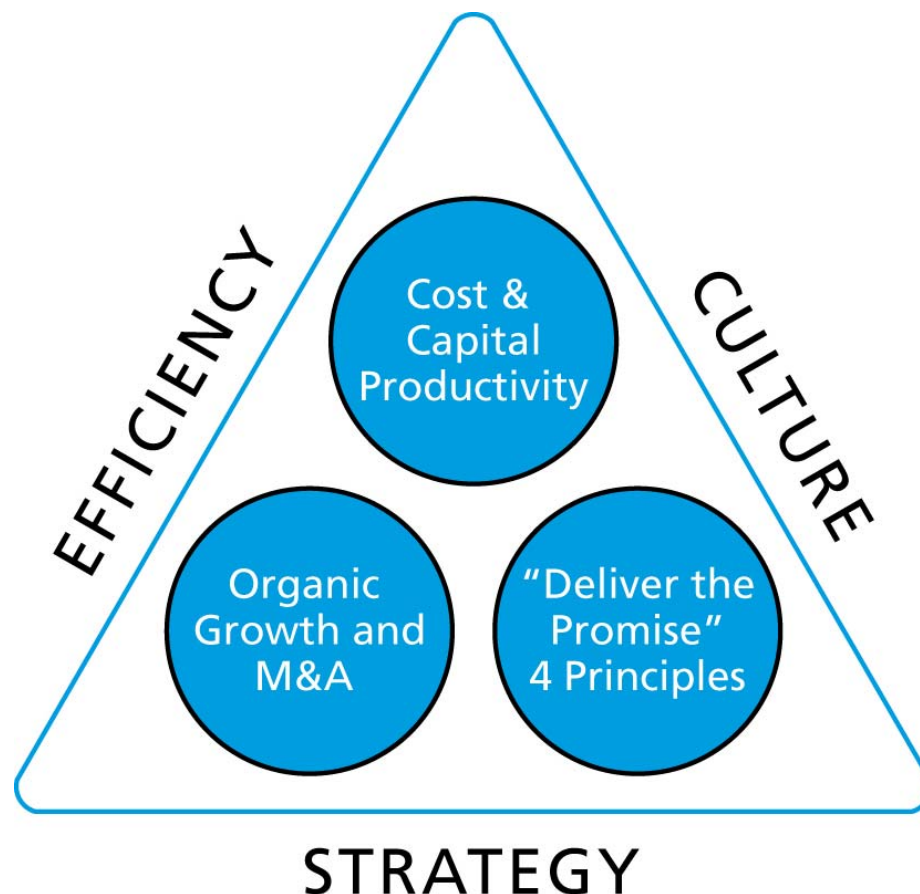 EFFICIENCY
CULTURE
Cost &
Capital
Productivity
Organic
Growth and
M&A
“Deliver the
Promise”
4 Principles
STRATEGY